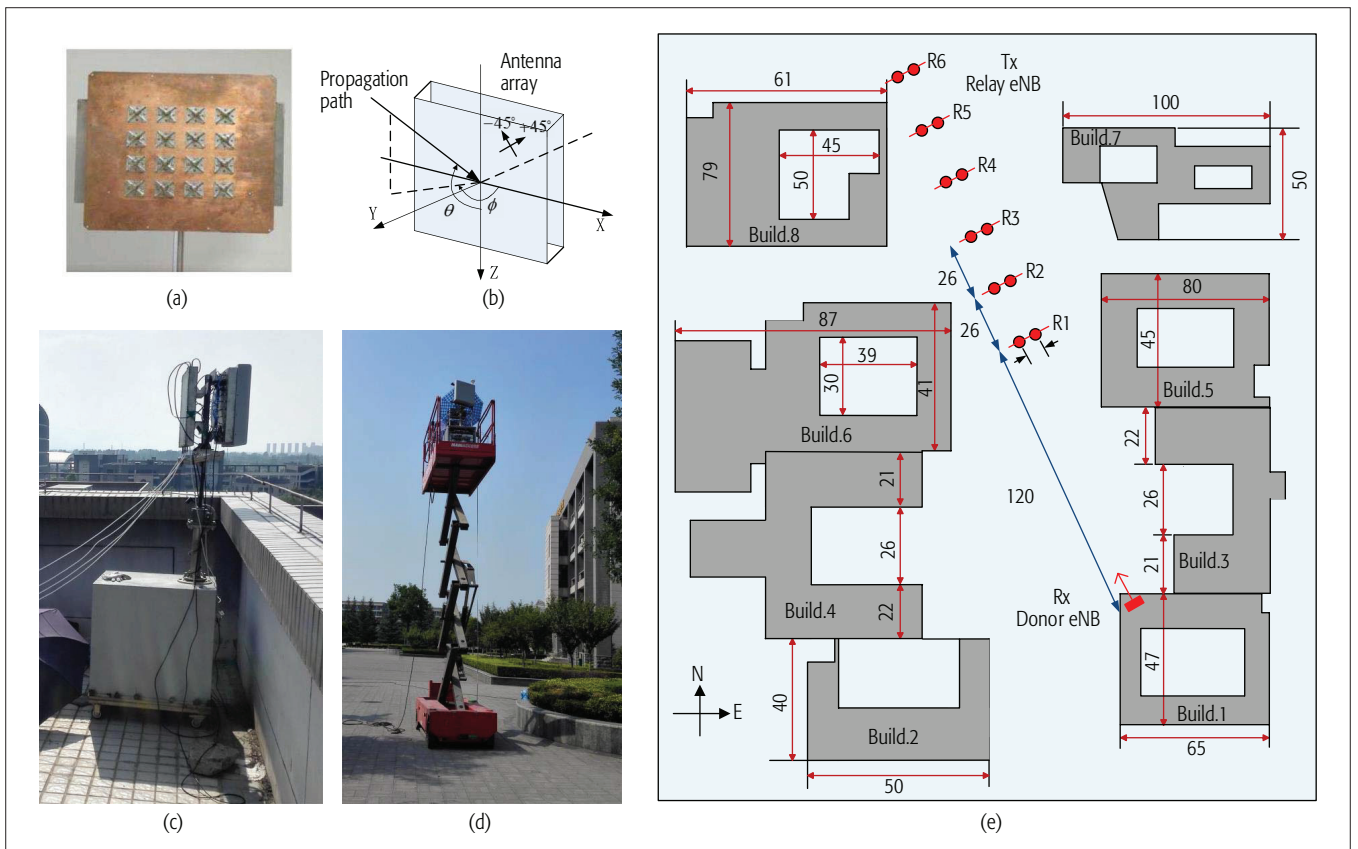 Propagation
path
Antenna
array
−45°
+45°
θ
ϕ
Y
X
Z
(a)
(b)
(c)
(d)
R6
Tx
Relay eNB
61
R5
100
Build.7
45
R4
79
50
50
R3
Build.8
26
R2
80
87
26
R1
39
45
30
41
Build.5
Build.6
22
21
120
26
26
21
Build.3
Build.4
22
Rx
Donor eNB
47
N
E
40
Build.2
Build.1
65
50
(e)